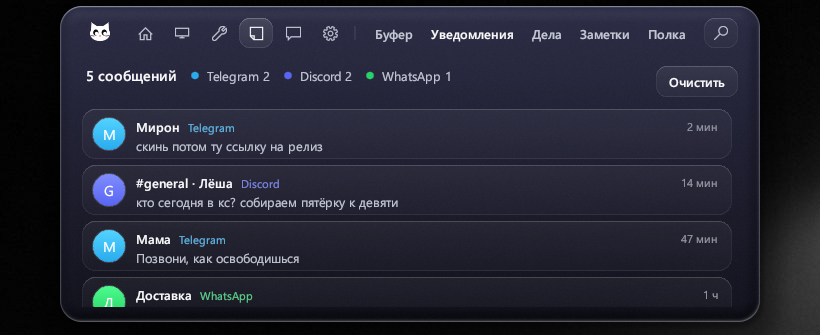 Буфер Уведомления Дела Заметки Полка
5 сообщений Telegram 2 Discord 2 WhatsApp 1 Очистить
М Мирон Telegram 2 мин
скинь потом ту ссылку на релиз
G #general · Лёша Discord 14 мин
кто сегодня в кс? собираем пятёрку к девяти
М Мама Telegram 47 мин
Позвони, как освободишься
Д Доставка WhatsApp 1 ч